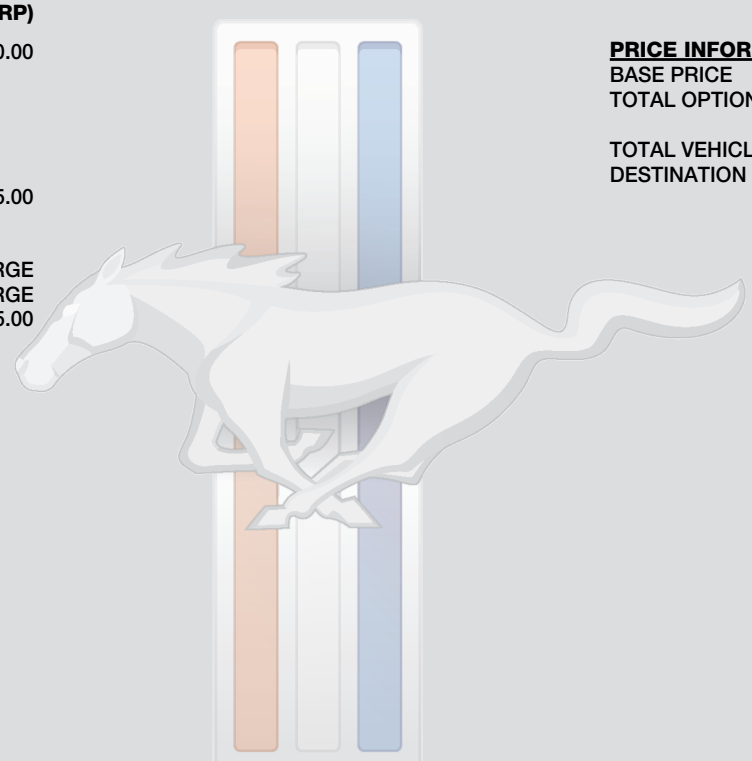 RP)
0.00
5.00
RGE
RGE
5.00
PRICE INFOR
BASE PRICE
TOTAL OPTION
TOTAL VEHICL
DESTINATION